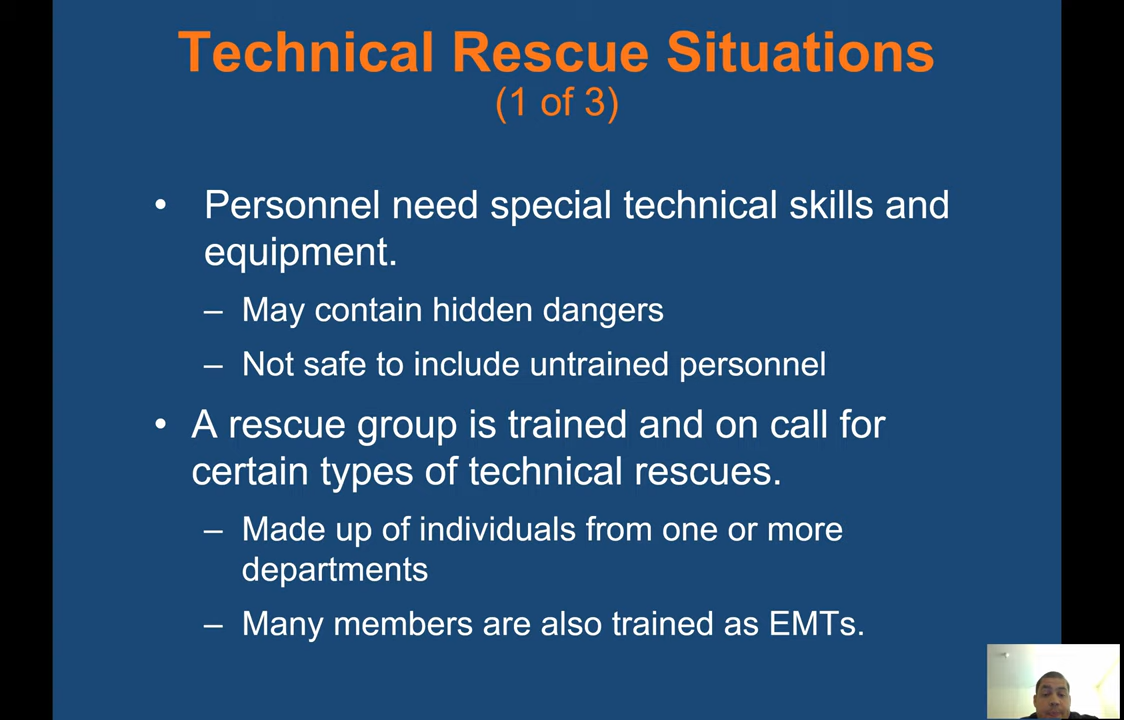 Technical Rescue Situations
(1 of 3)
• Personnel need special technical skills and
equipment.
– May contain hidden dangers
– Not safe to include untrained personnel
• A rescue group is trained and on call for
certain types of technical rescues.
– Made up of individuals from one or more
departments
– Many members are also trained as EMTs.